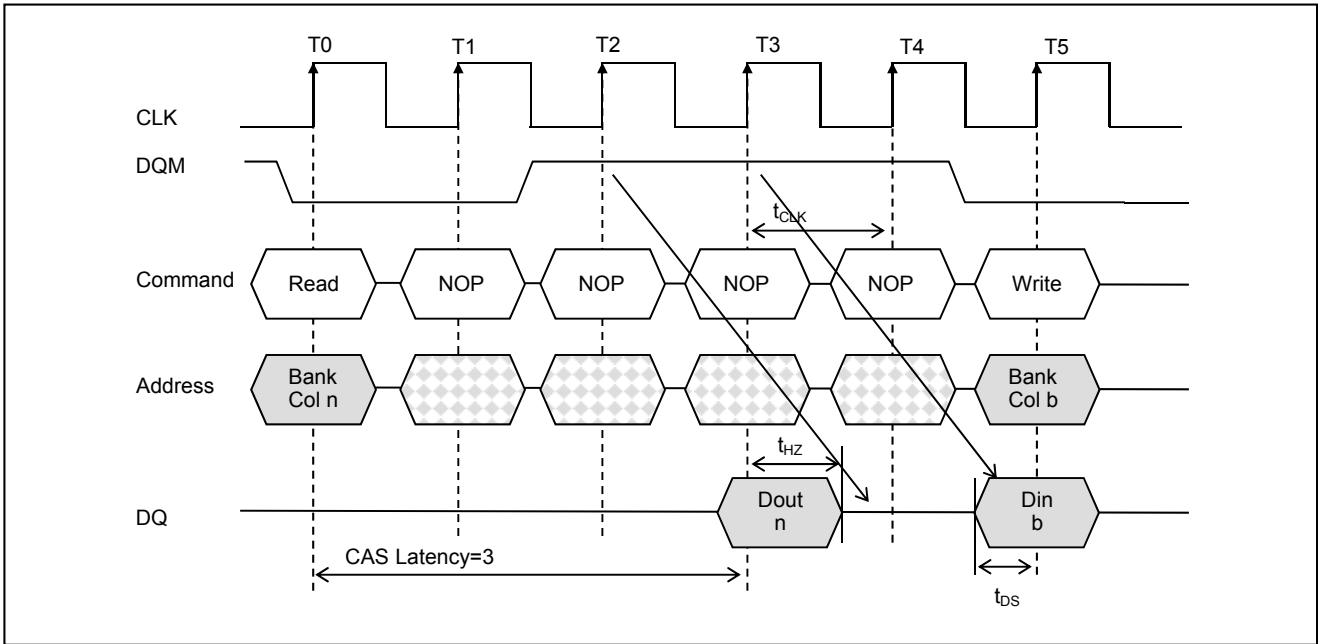 T0 T1 T2 T3 T4 T5
CLK
DQM
tCLK
Command Read NOP NOP NOP NOP Write
Address Bank Col n Bank Col b
tHZ
DQ Dout n Din b
CAS Latency=3
tDS